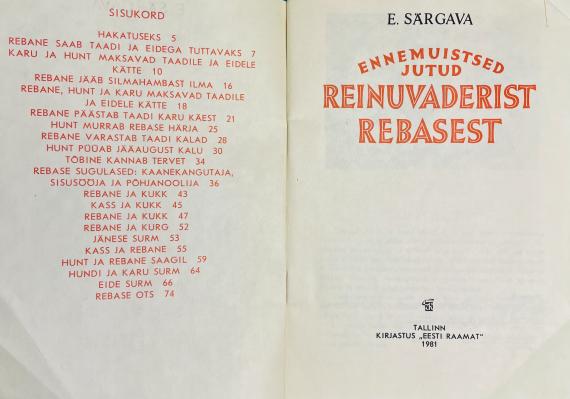 SISUKORD
HAKATUSEKS 5
REBANE SAAB TAADI JA EIDEGA TUTTAVAKS 7
KARU JA HUNT MAKSAVAD TAADILE JA EIDELE
KÄTTE 10
REBANE JÄÄB SILMAHAMBAST ILMA 16
REBANE, HUNT JA KARU MAKSAVAD TAADILE
JA EIDELE KÄTTE 18
REBANE PÄÄSTAB TAADI KARU KÄEST 21
HUNT MURRAB REBASE HÄRJA 25
REBANE VARASTAB TAADI KALAD 28
HUNT PÜÜAB JÄÄAUGUST KALU 30
TÕBINE KANNAB TERVET 34
REBASE SUGULASED: KAANEKANGUTAJA,
SISUSÖÖJA JA PÕHJANOOLIJA 36
REBANE JA KUKK 43
KASS JA KUKK 45
REBANE JA KUKK 47
REBANE JA KURG 52
JÄNESE SURM 53
KASS JA REBANE 55
HUNT JA REBANE SAAGIL 59
HUNDI JA KARU SURM 64
EIDE SURM 66
REBASE OTS 74
E. SÄRGAVA
ENNEMUISTSED
JUTUD
REINUVADERIST
REBASEST
TALLINN
KIRJASTUS „EESTI RAAMAT“
1981